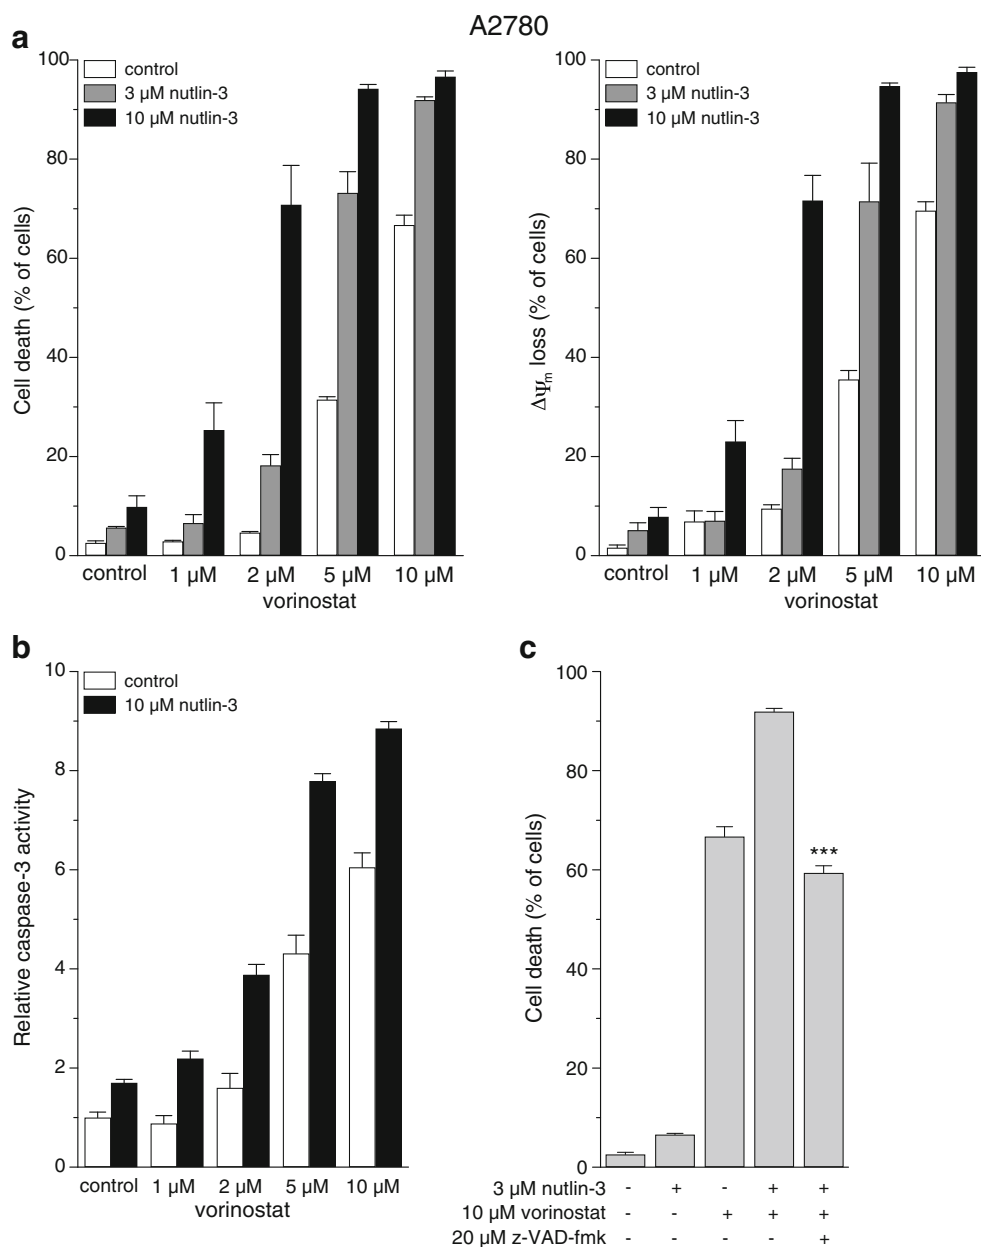 A2780
a
100
80
60
40
20
0
Cell death (% of cells)
control
3 µM nutlin-3
10 µM nutlin-3
control 1 µM 2 µM 5 µM 10 µM
vorinostat
100
80
60
40
20
0
ΔΨm loss (% of cells)
control
3 µM nutlin-3
10 µM nutlin-3
control 1 µM 2 µM 5 µM 10 µM
vorinostat
b
10
8
6
4
2
0
Relative caspase-3 activity
control
10 µM nutlin-3
control 1 µM 2 µM 5 µM 10 µM
vorinostat
c
100
80
60
40
20
0
Cell death (% of cells)
***
3 µM nutlin-3 - + - + +
10 µM vorinostat - - + + +
20 µM z-VAD-fmk - - - - +